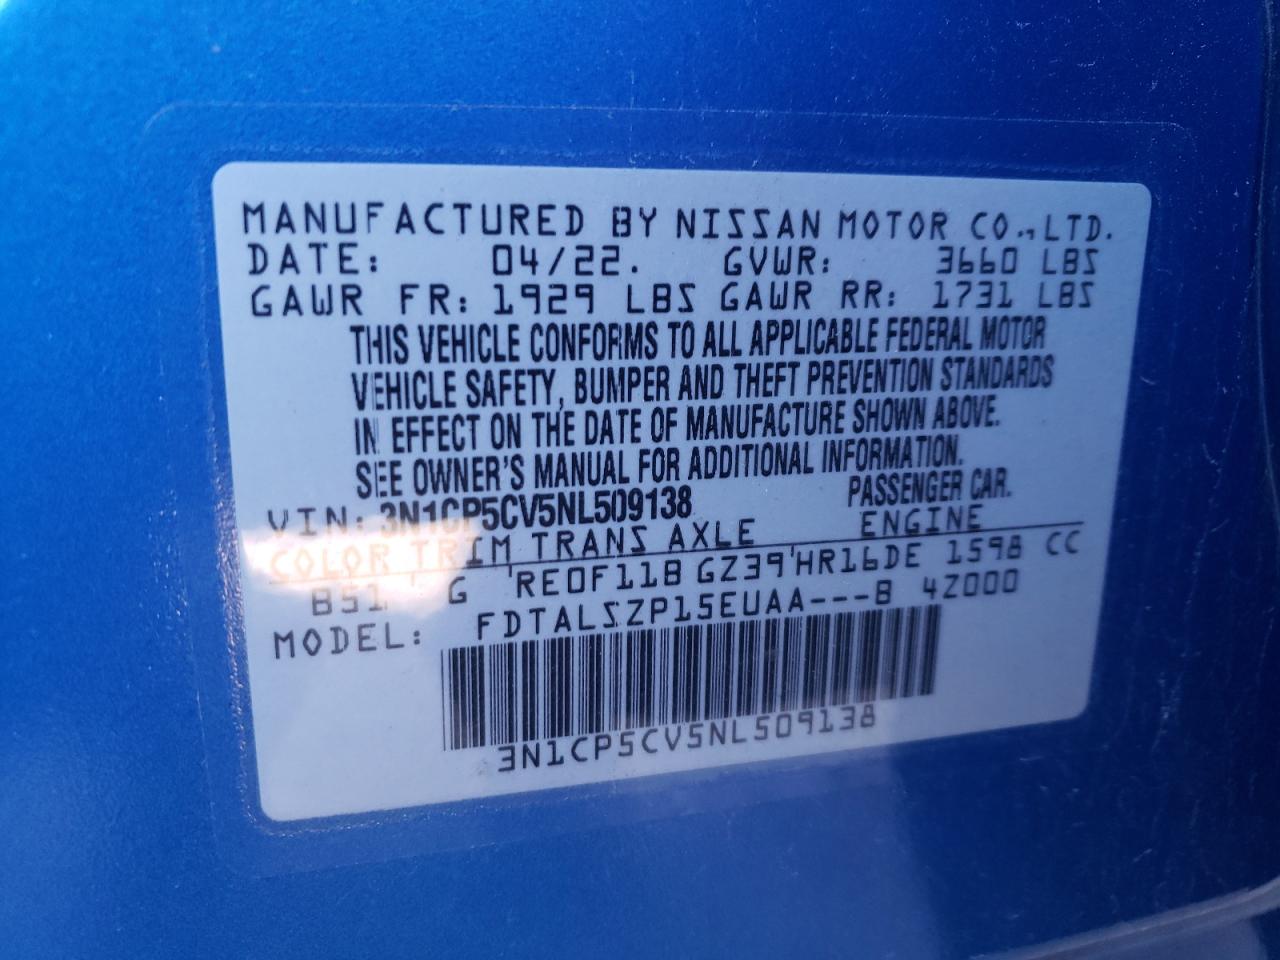 MANUFACTURED BY NISSAN MOTOR CO., LTD.
DATE: 04/22. GVWR: 3660 LBS
GAWR FR: 1929 LBS GAWR RR: 1731 LBS
THIS VEHICLE CONFORMS TO ALL APPLICABLE FEDERAL MOTOR
VEHICLE SAFETY, BUMPER AND THEFT PREVENTION STANDARDS
IN EFFECT ON THE DATE OF MANUFACTURE SHOWN ABOVE.
SEE OWNER'S MANUAL FOR ADDITIONAL INFORMATION.
VIN: 3N1CP5CV5NL509138 PASSENGER CAR.
COLOR TRIM TRANS AXLE ENGINE
B51 G RE0F11B GZ39 HR16DE 1598 CC
MODEL: FDTALSZP15EUAA---B 4Z000
3N1CP5CV5NL509138